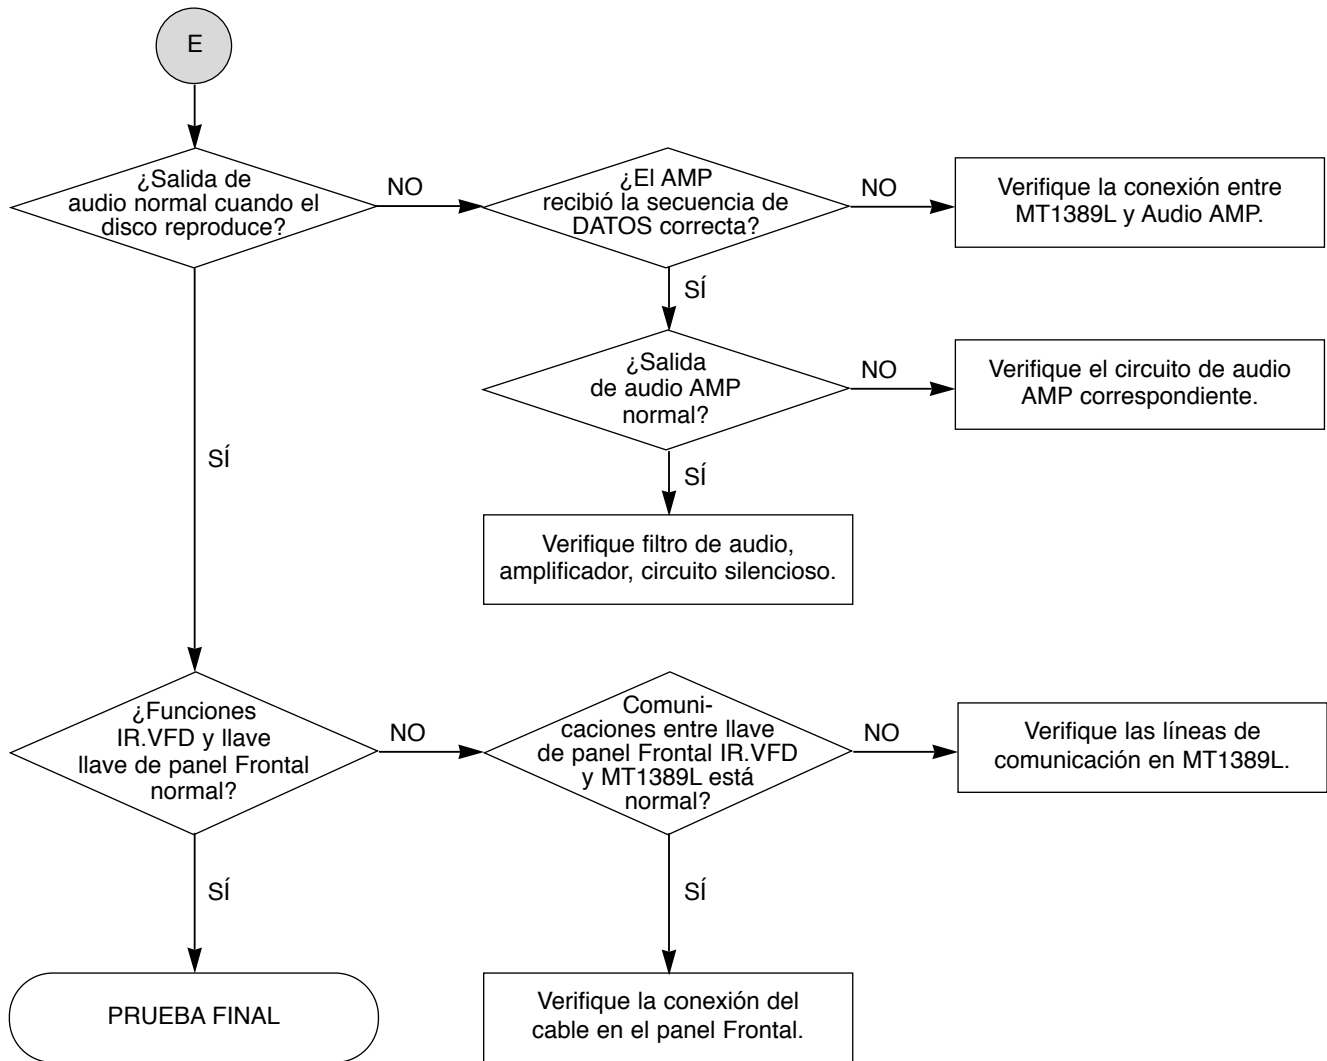 E
¿Salida de
audio normal cuando el
disco reproduce?
NO
¿El AMP
recibió la secuencia de
DATOS correcta?
NO
Verifique la conexión entre
MT1389L y Audio AMP.
SÍ
¿Salida
de audio AMP
normal?
NO
Verifique el circuito de audio
AMP correspondiente.
SÍ
SÍ
Verifique filtro de audio,
amplificador, circuito silencioso.
¿Funciones
IR.VFD y llave
llave de panel Frontal
normal?
NO
Comuni-
caciones entre llave
de panel Frontal IR.VFD
y MT1389L está
normal?
NO
Verifique las líneas de
comunicación en MT1389L.
SÍ
SÍ
PRUEBA FINAL
Verifique la conexión del
cable en el panel Frontal.